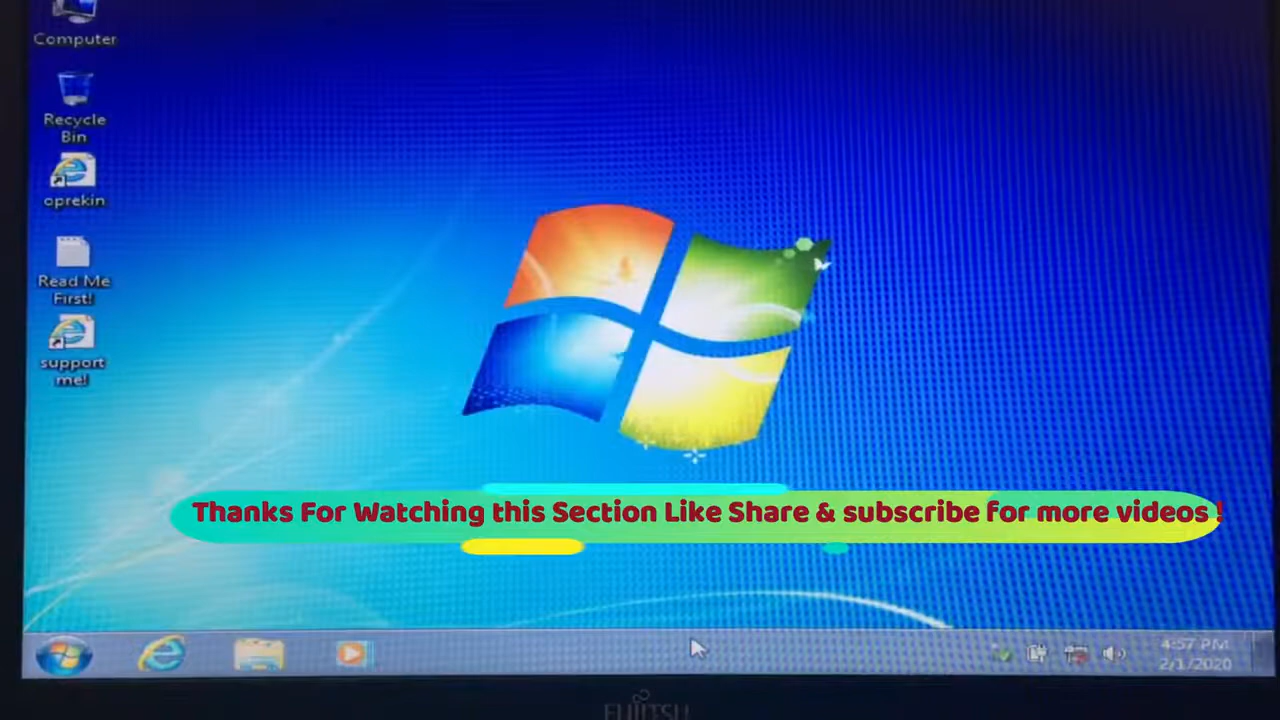 Computer
Recycle
Bin
oprekin
Read Me
First!
support
me!
Thanks For Watching this Section Like Share & subscribe for more videos !
4:57 PM
2/1/2020
FUJITSU